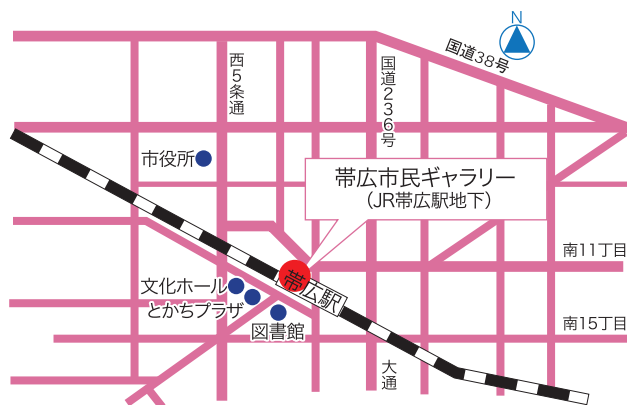 N
国道38号
西5条通
国道236号
市役所
帯広市民ギャラリー
（JR帯広駅地下）
南11丁目
帯広駅
文化ホール
とかちプラザ
図書館
南15丁目
大通